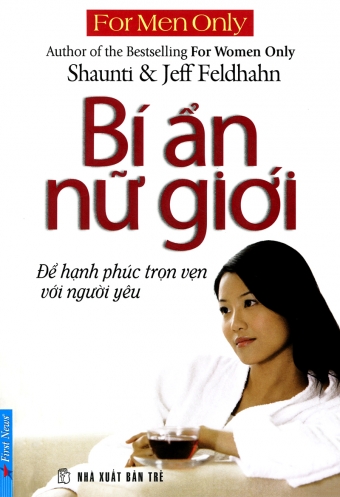 For Men Only
Author of the Bestselling For Women Only
Shaunti & Jeff Feldhahn
Bí ẩn
nữ giới
Để hạnh phúc trọn vẹn
với người yêu
First News
NHÀ XUẤT BẢN TRẺ